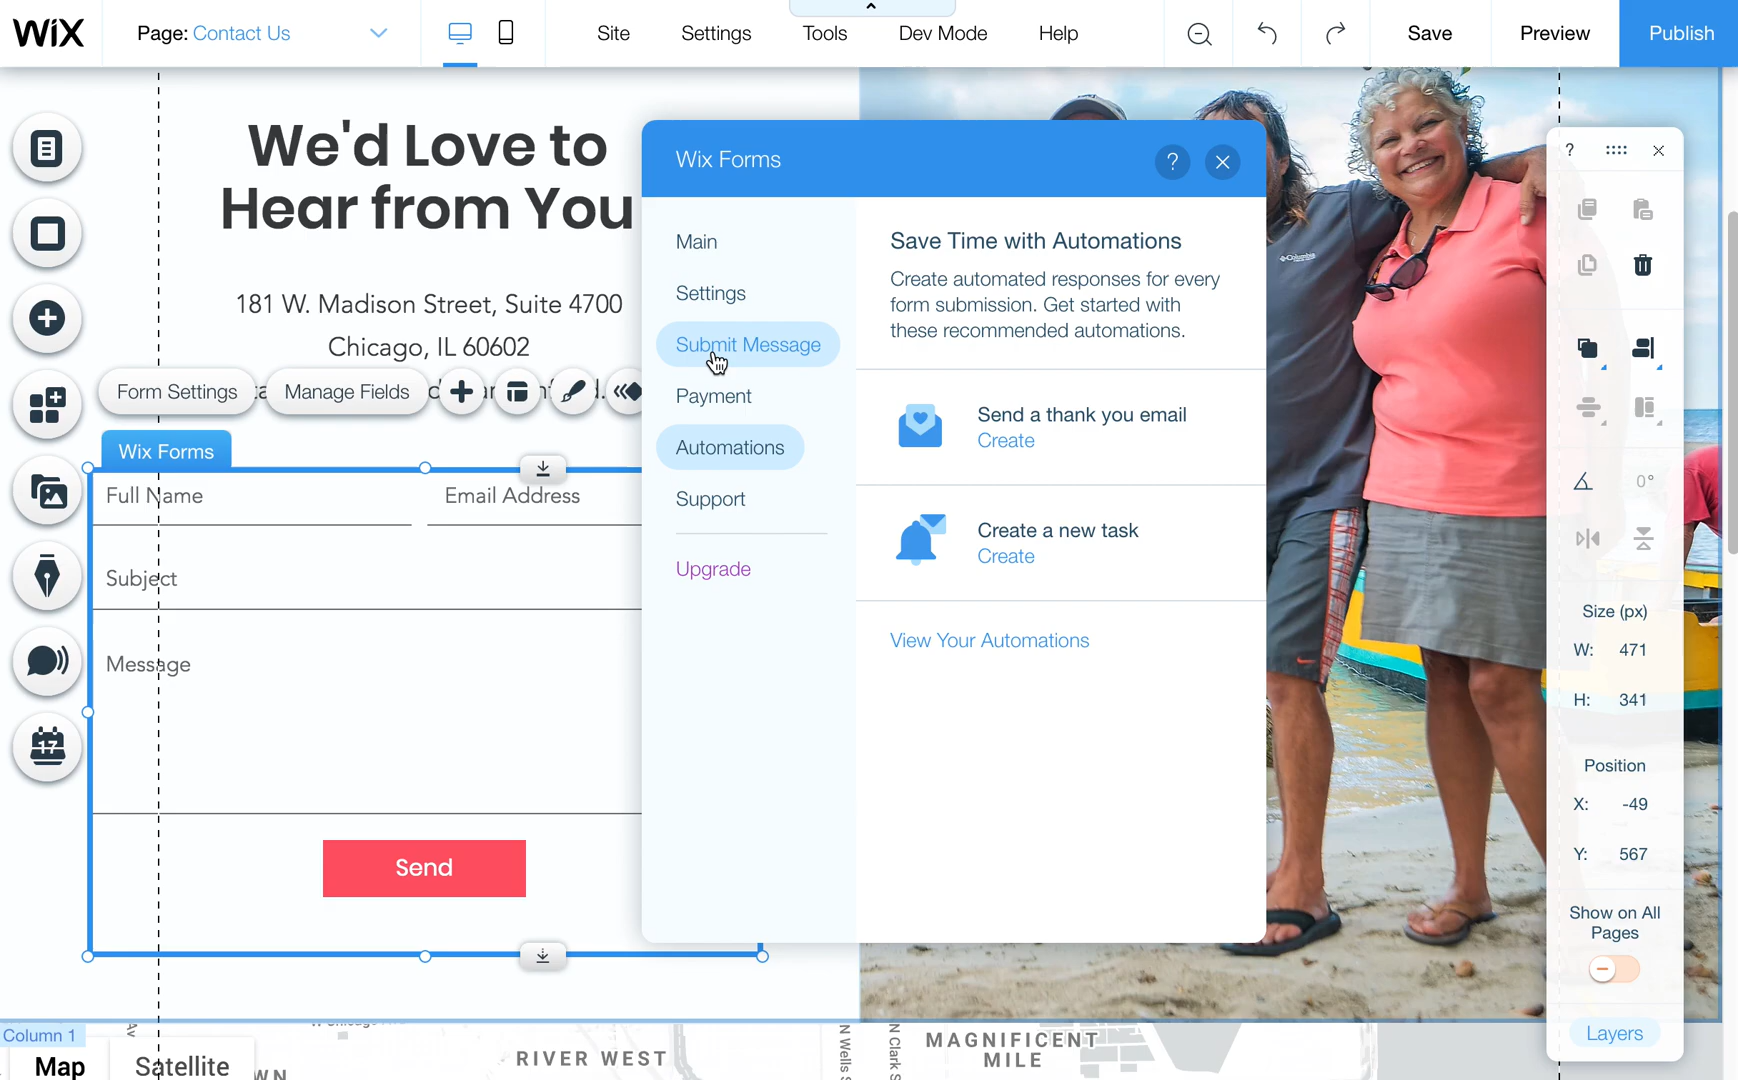 WiX
Page: Contact Us
Site
Settings
Tools
Dev Mode
Help
Save
Preview
Publish
We'd Love to
Hear from You
181 W. Madison Street, Suite 4700
Chicago, IL 60602
Form Settings
Manage Fields
Wix Forms
Full Name
Email Address
Subject
Message
Send
17
Wix Forms
?
Main
Settings
Submit Message
Payment
Automations
Support
Upgrade
Save Time with Automations
Create automated responses for every
form submission. Get started with
these recommended automations.
Send a thank you email
Create
Create a new task
Create
View Your Automations
Columbia
?
0°
Size (px)
W: 471
H: 341
Position
X: -49
Y: 567
Show on All
Pages
Layers
Column 1
Map
Satellite
RIVER WEST
N Wells S
N Clark S
MAGNIFICENT
MILE